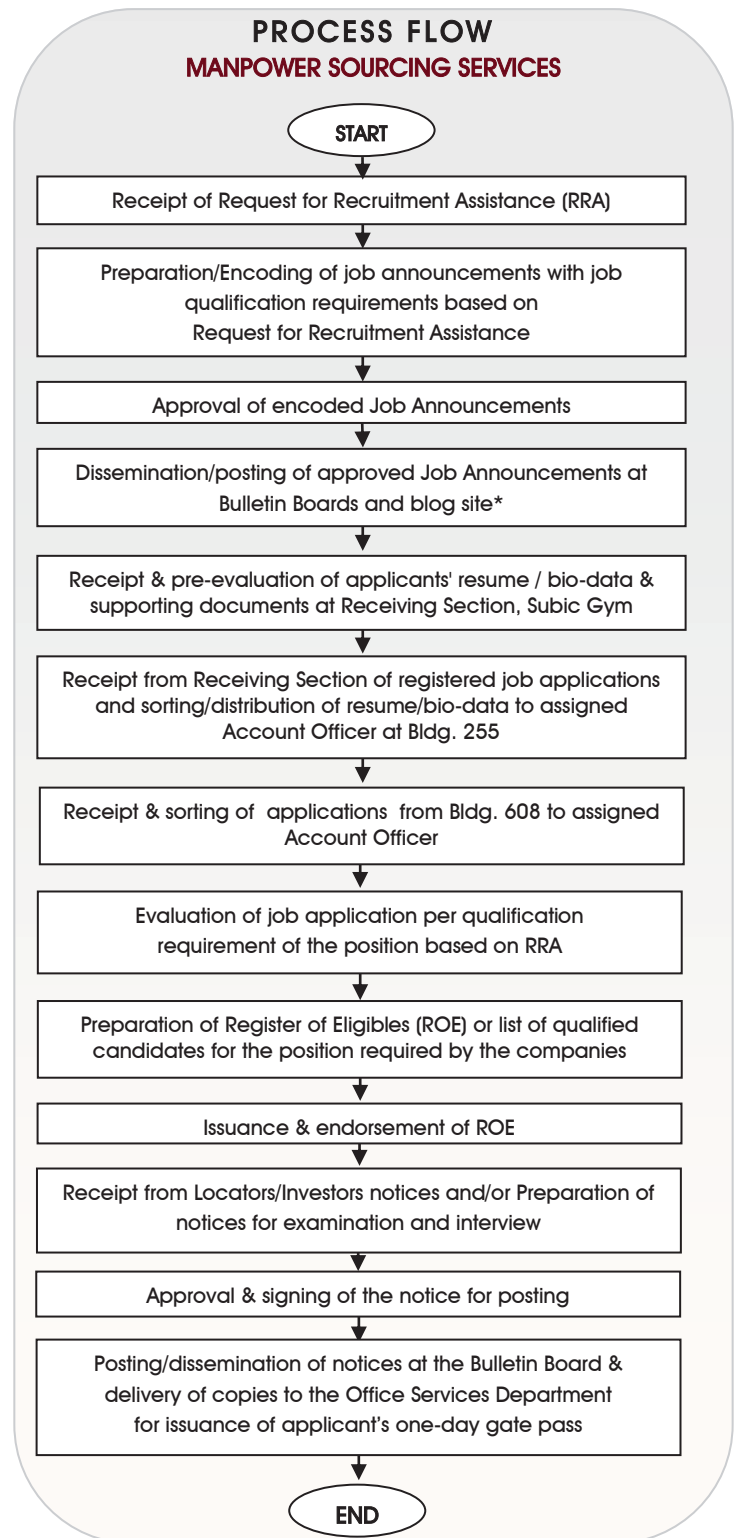 PROCESS FLOW
MANPOWER SOURCING SERVICES
START
Receipt of Request for Recruitment Assistance (RRA)
Preparation/Encoding of job announcements with job
qualification requirements based on
Request for Recruitment Assistance
Approval of encoded Job Announcements
Dissemination/posting of approved Job Announcements at
Bulletin Boards and blog site*
Receipt & pre-evaluation of applicants' resume / bio-data &
supporting documents at Receiving Section, Subic Gym
Receipt from Receiving Section of registered job applications
and sorting/distribution of resume/bio-data to assigned
Account Officer at Bldg. 255
Receipt & sorting of applications from Bldg. 608 to assigned
Account Officer
Evaluation of job application per qualification
requirement of the position based on RRA
Preparation of Register of Eligibles (ROE) or list of qualified
candidates for the position required by the companies
Issuance & endorsement of ROE
Receipt from Locators/Investors notices and/or Preparation of
notices for examination and interview
Approval & signing of the notice for posting
Posting/dissemination of notices at the Bulletin Board &
delivery of copies to the Office Services Department
for issuance of applicant's one-day gate pass
END